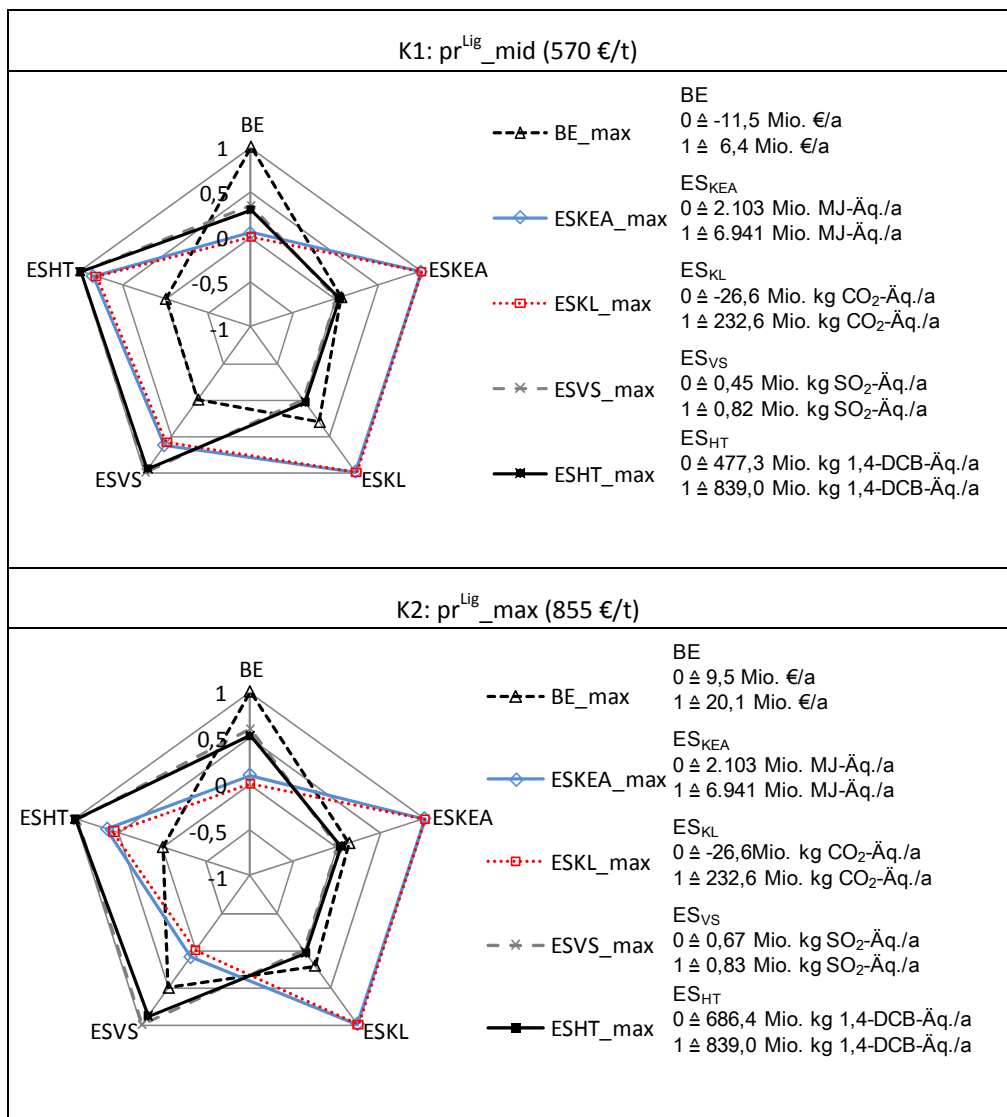 K1: pr^Lig_mid (570 €/t)
BE
1
0,5
0
-0,5
-1
ESHT
ESKEA
ESVS
ESKL
BE_max
ESKEA_max
ESKL_max
ESVS_max
ESHT_max
BE
0 ≙ -11,5 Mio. €/a
1 ≙ 6,4 Mio. €/a
ES_KEA
0 ≙ 2.103 Mio. MJ-Äq./a
1 ≙ 6.941 Mio. MJ-Äq./a
ES_KL
0 ≙ -26,6 Mio. kg CO₂-Äq./a
1 ≙ 232,6 Mio. kg CO₂-Äq./a
ES_VS
0 ≙ 0,45 Mio. kg SO₂-Äq./a
1 ≙ 0,82 Mio. kg SO₂-Äq./a
ES_HT
0 ≙ 477,3 Mio. kg 1,4-DCB-Äq./a
1 ≙ 839,0 Mio. kg 1,4-DCB-Äq./a
K2: pr^Lig_max (855 €/t)
BE
1
0,5
0
-0,5
-1
ESHT
ESKEA
ESVS
ESKL
BE_max
ESKEA_max
ESKL_max
ESVS_max
ESHT_max
BE
0 ≙ 9,5 Mio. €/a
1 ≙ 20,1 Mio. €/a
ES_KEA
0 ≙ 2.103 Mio. MJ-Äq./a
1 ≙ 6.941 Mio. MJ-Äq./a
ES_KL
0 ≙ -26,6Mio. kg CO₂-Äq./a
1 ≙ 232,6 Mio. kg CO₂-Äq./a
ES_VS
0 ≙ 0,67 Mio. kg SO₂-Äq./a
1 ≙ 0,83 Mio. kg SO₂-Äq./a
ES_HT
0 ≙ 686,4 Mio. kg 1,4-DCB-Äq./a
1 ≙ 839,0 Mio. kg 1,4-DCB-Äq./a